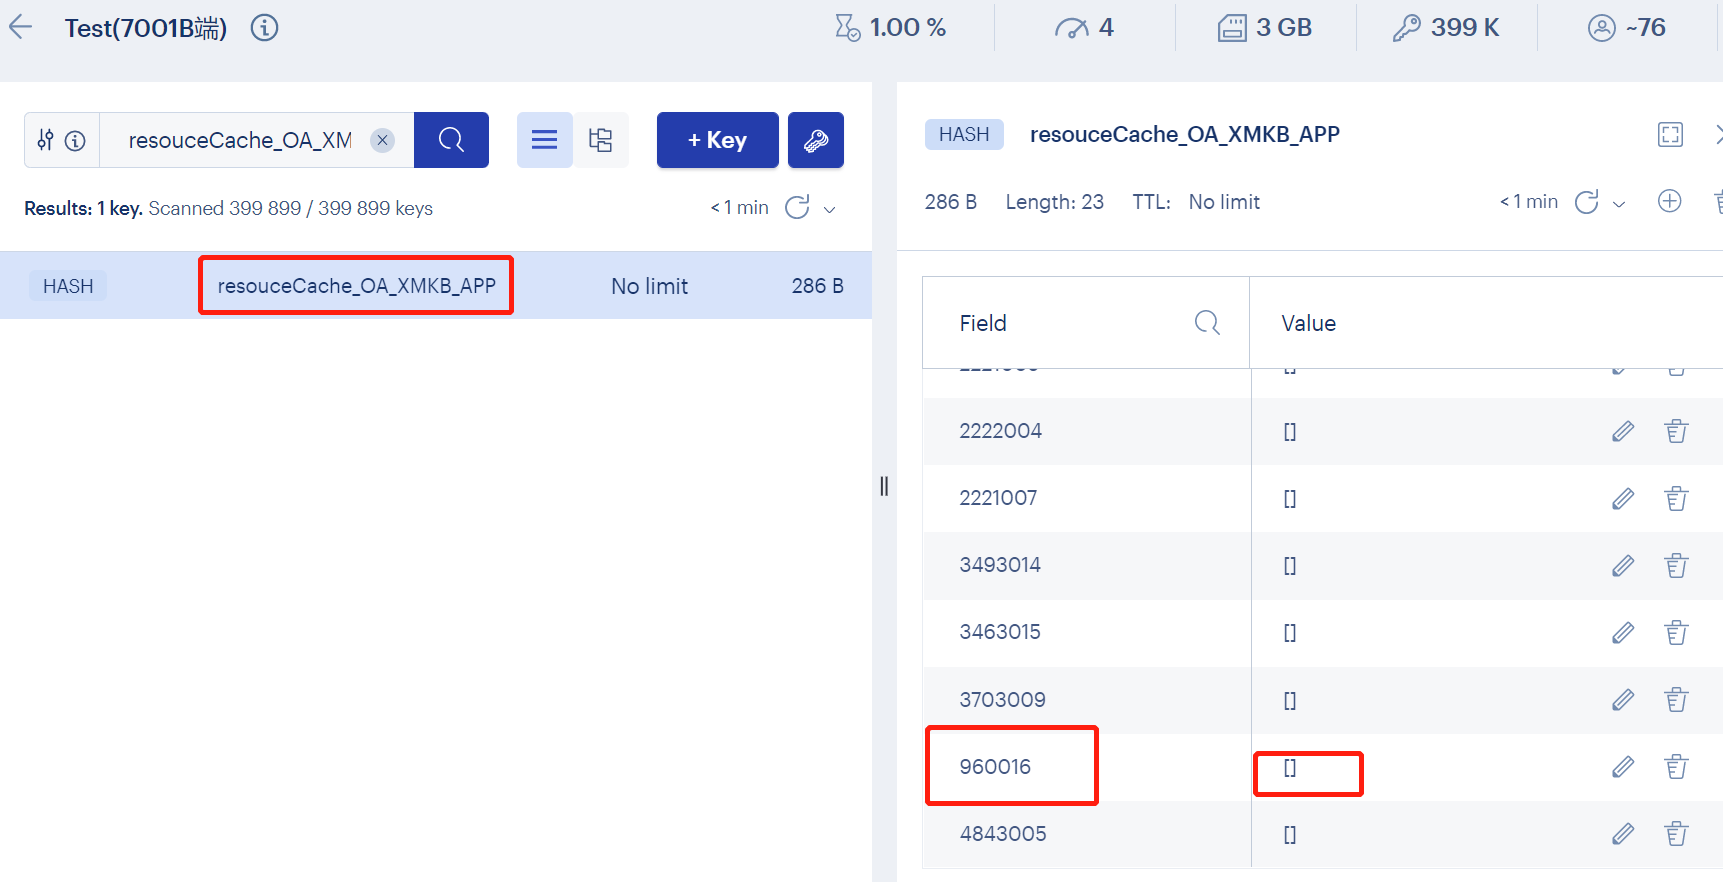 Test(7001B端)
1.00 %
4
3 GB
399 K
~76
resouceCache_OA_XM
+ Key
Results: 1 key. Scanned 399 899 / 399 899 keys
< 1 min
HASH
resouceCache_OA_XMKB_APP
No limit
286 B
HASH
resouceCache_OA_XMKB_APP
286 B
Length: 23
TTL: No limit
< 1 min
Field
Value
[]
2222004
[]
2221007
[]
3493014
[]
3463015
[]
3703009
[]
960016
[]
4843005
[]